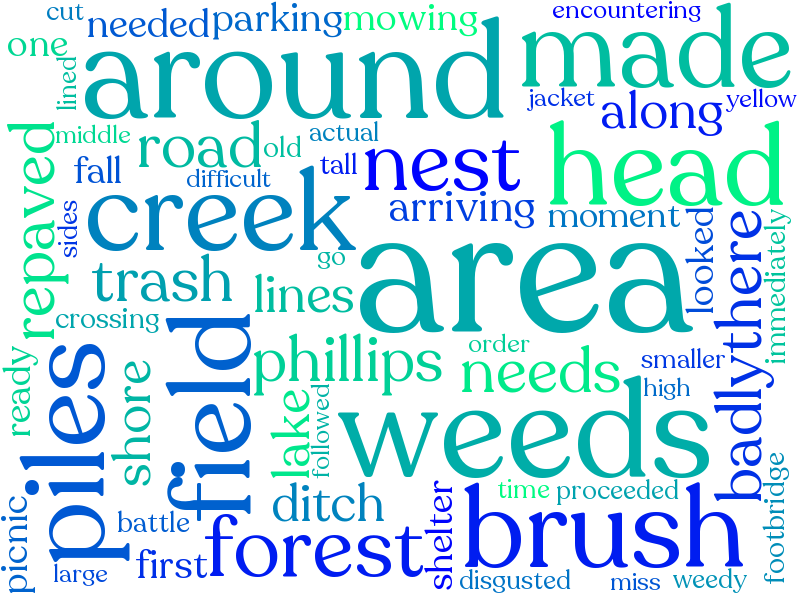 cut
needed
parking
mowing
encountering
one
lined
around
made
jacket
along
yellow
middle
road
old
actual
tall
nest
head
fall
difficult
repaved
sides
creek
arriving
moment
looked
badly
there
immediately
trash
go
lines
area
crossing
phillips
order
needs
smaller
high
ready
piles
shore
field
lake
followed
weeds
picnic
battle
ditch
shelter
time
proceeded
footbridge
large
first
forest
brush
disgusted
miss
weedy